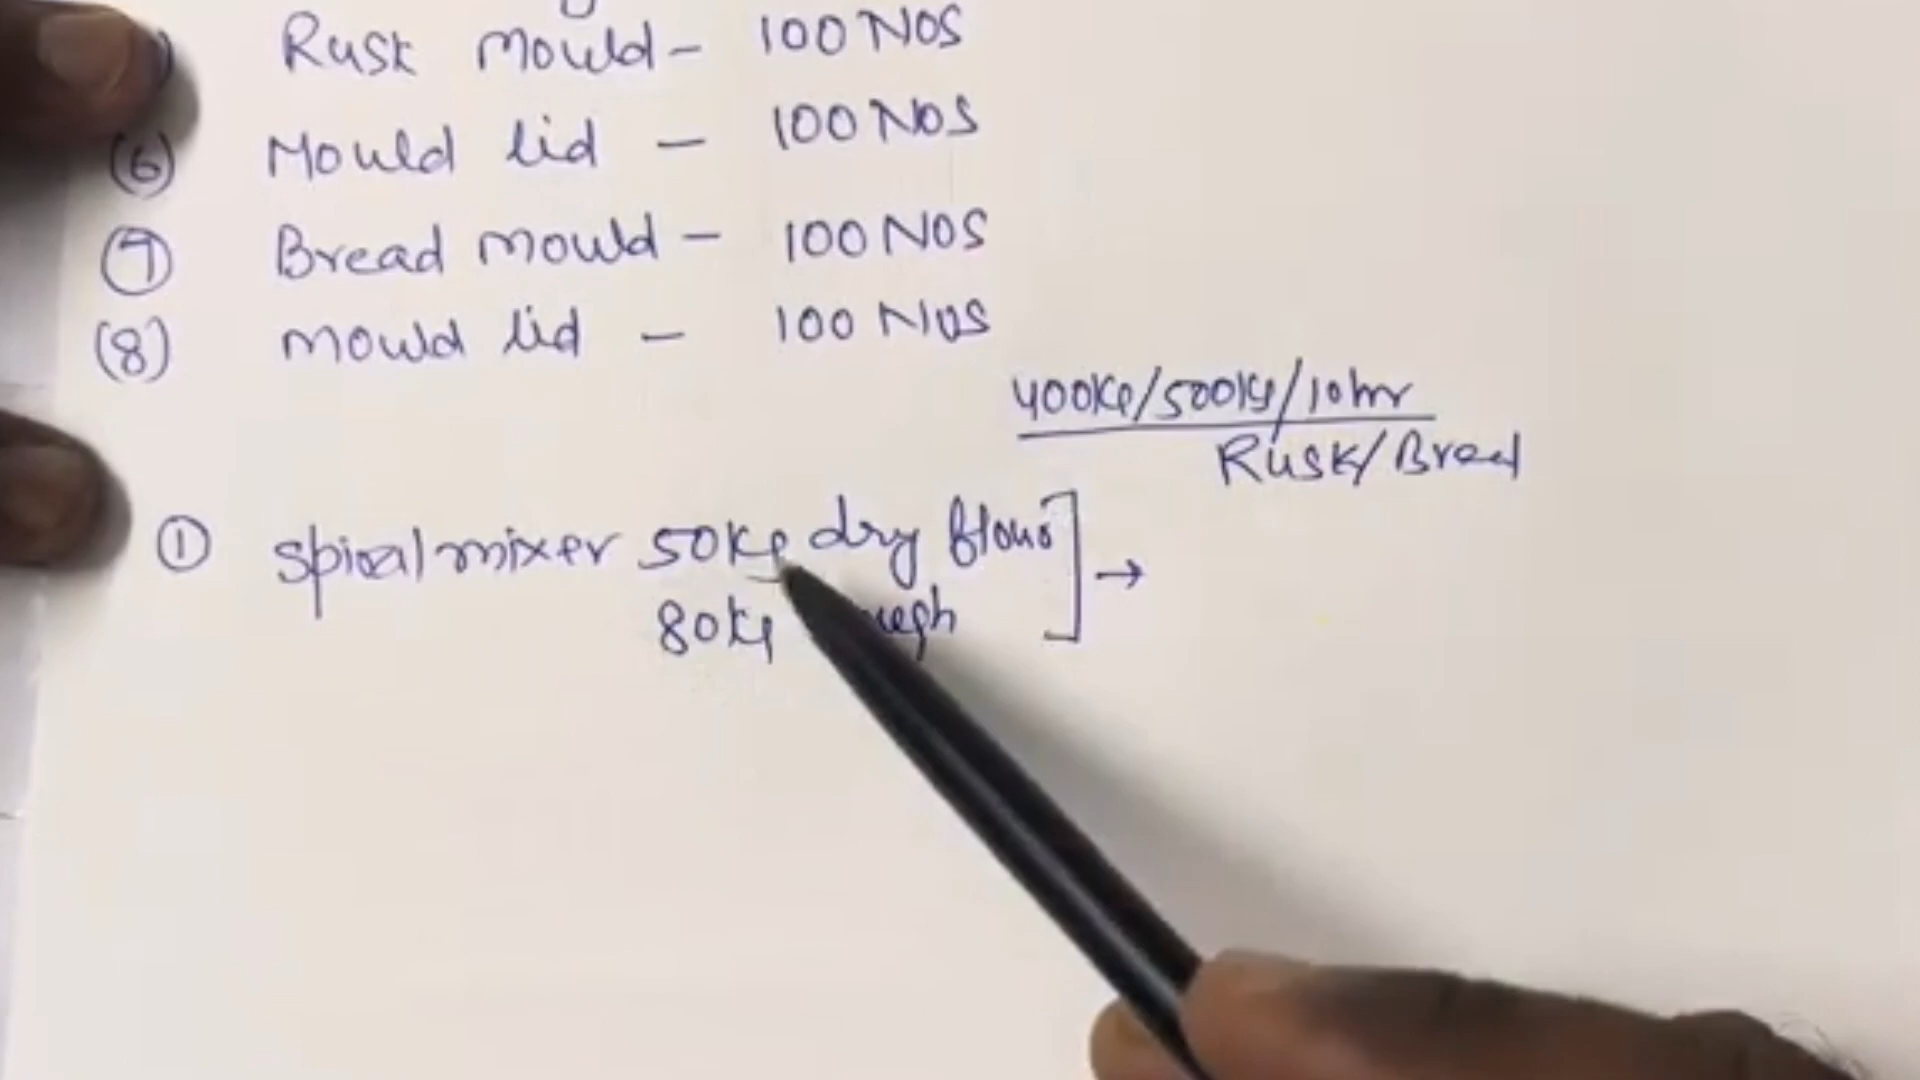 Rusk Mould - 100 NOS
(6) Mould lid - 100 NOS
(7) Bread mould - 100 NOS
(8) mould lid - 100 NOS
400Kg/500Kg/10hr
Rusk/Bread
(1) Spiral mixer 50Kg dry flour] →
80Kg